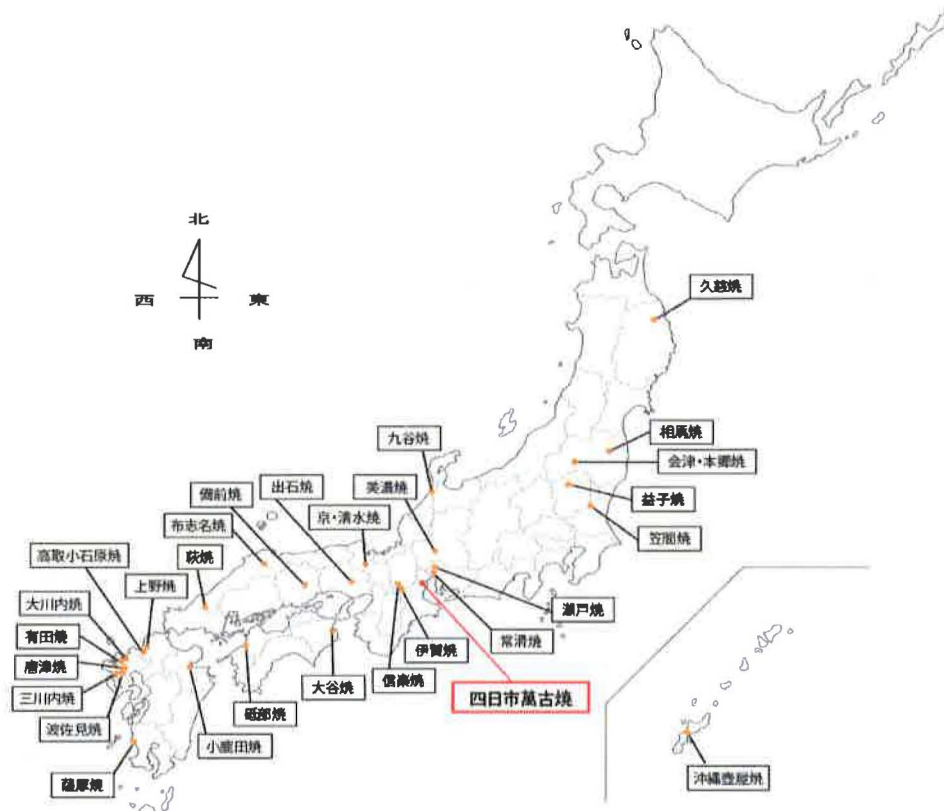 北
西 東
南
久慈焼
相馬焼
会津・本郷焼
益子焼
笠間焼
九谷焼
美濃焼
出石焼
備前焼
京・清水焼
布志名焼
高取小石原焼
萩焼
上野焼
大川内焼
有田焼
唐津焼
三川内焼
波佐見焼
薩摩焼
小鹿田焼
砥部焼
大谷焼
信楽焼
伊賀焼
常滑焼
瀬戸焼
四日市萬古焼
沖縄壺屋焼